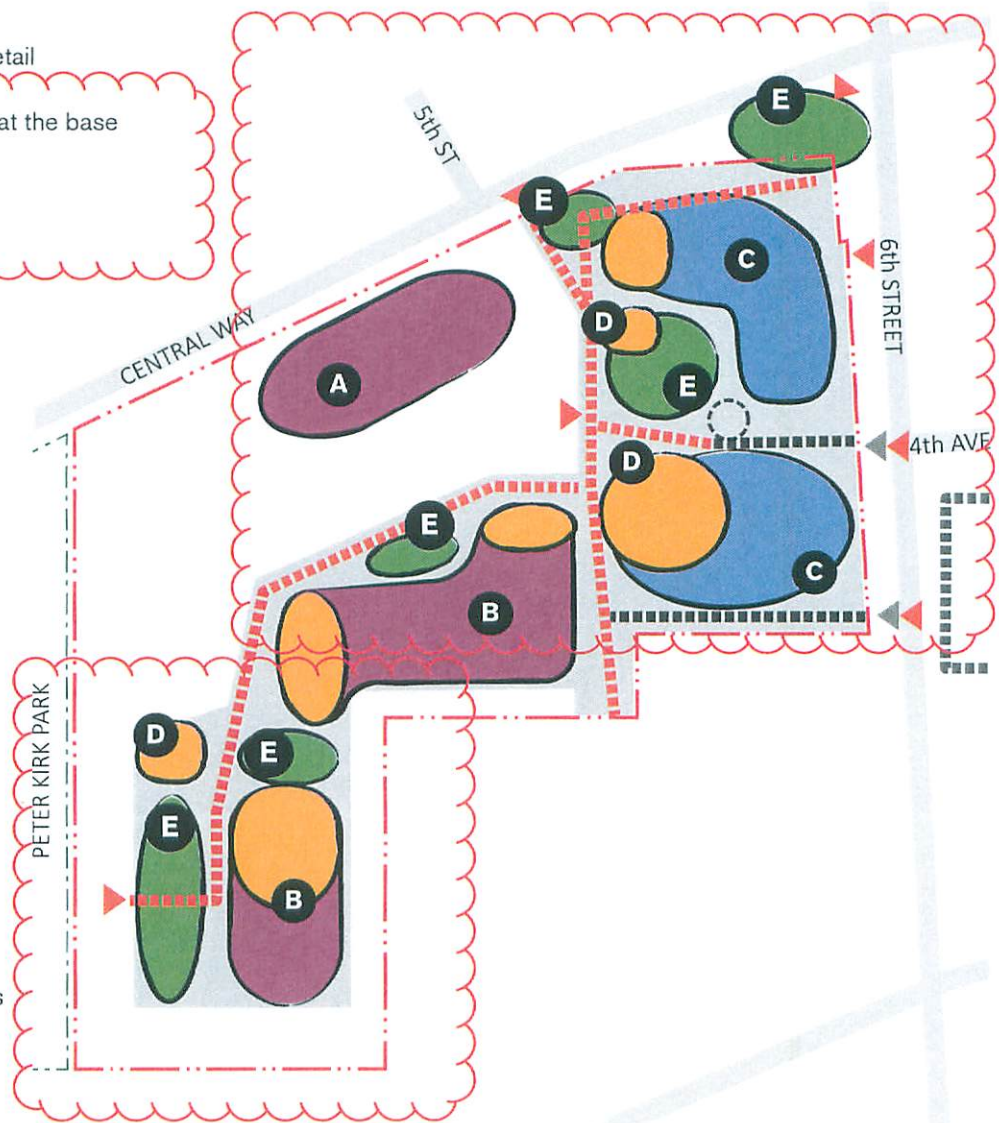 etail
at the base
5th ST
CENTRAL WAY
6th STREET
4th AVE
PETER KIRK PARK
E
E
C
D
E
A
D
E
C
B
D
E
E
B